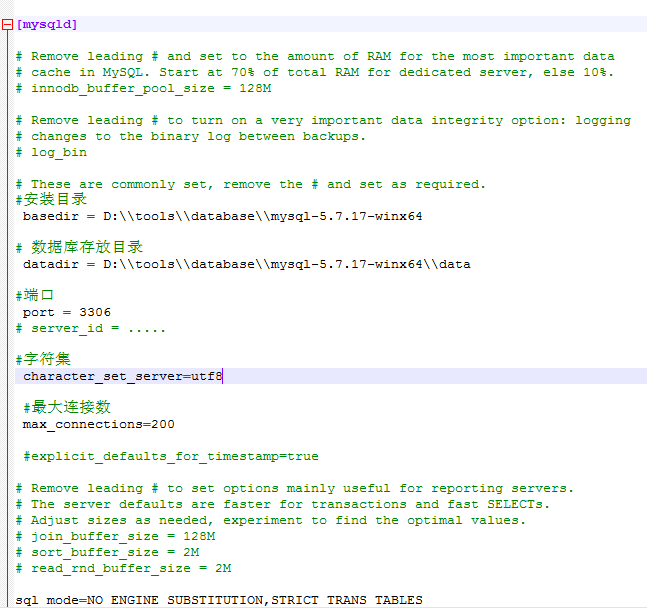 [mysqld]
# Remove leading # and set to the amount of RAM for the most important data
# cache in MySQL. Start at 70% of total RAM for dedicated server, else 10%.
# innodb_buffer_pool_size = 128M
# Remove leading # to turn on a very important data integrity option: logging
# changes to the binary log between backups.
# log_bin
# These are commonly set, remove the # and set as required.
#安装目录
basedir = D:\\tools\\database\\mysql-5.7.17-winx64
# 数据库存放目录
datadir = D:\\tools\\database\\mysql-5.7.17-winx64\\data
#端口
port = 3306
# server_id = .....
#字符集
character_set_server=utf8
#最大连接数
max_connections=200
#explicit_defaults_for_timestamp=true
# Remove leading # to set options mainly useful for reporting servers.
# The server defaults are faster for transactions and fast SELECTs.
# Adjust sizes as needed, experiment to find the optimal values.
# join_buffer_size = 128M
# sort_buffer_size = 2M
# read_rnd_buffer_size = 2M
sql_mode=NO_ENGINE_SUBSTITUTION,STRICT_TRANS_TABLES